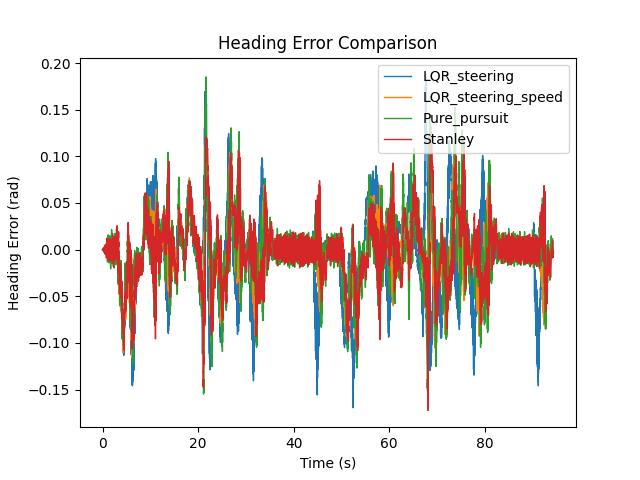 Heading Error Comparison
0.20
0.15
0.10
0.05
0.00
−0.05
−0.10
−0.15
Heading Error (rad)
LQR_steering
LQR_steering_speed
Pure_pursuit
Stanley
0 20 40 60 80
Time (s)